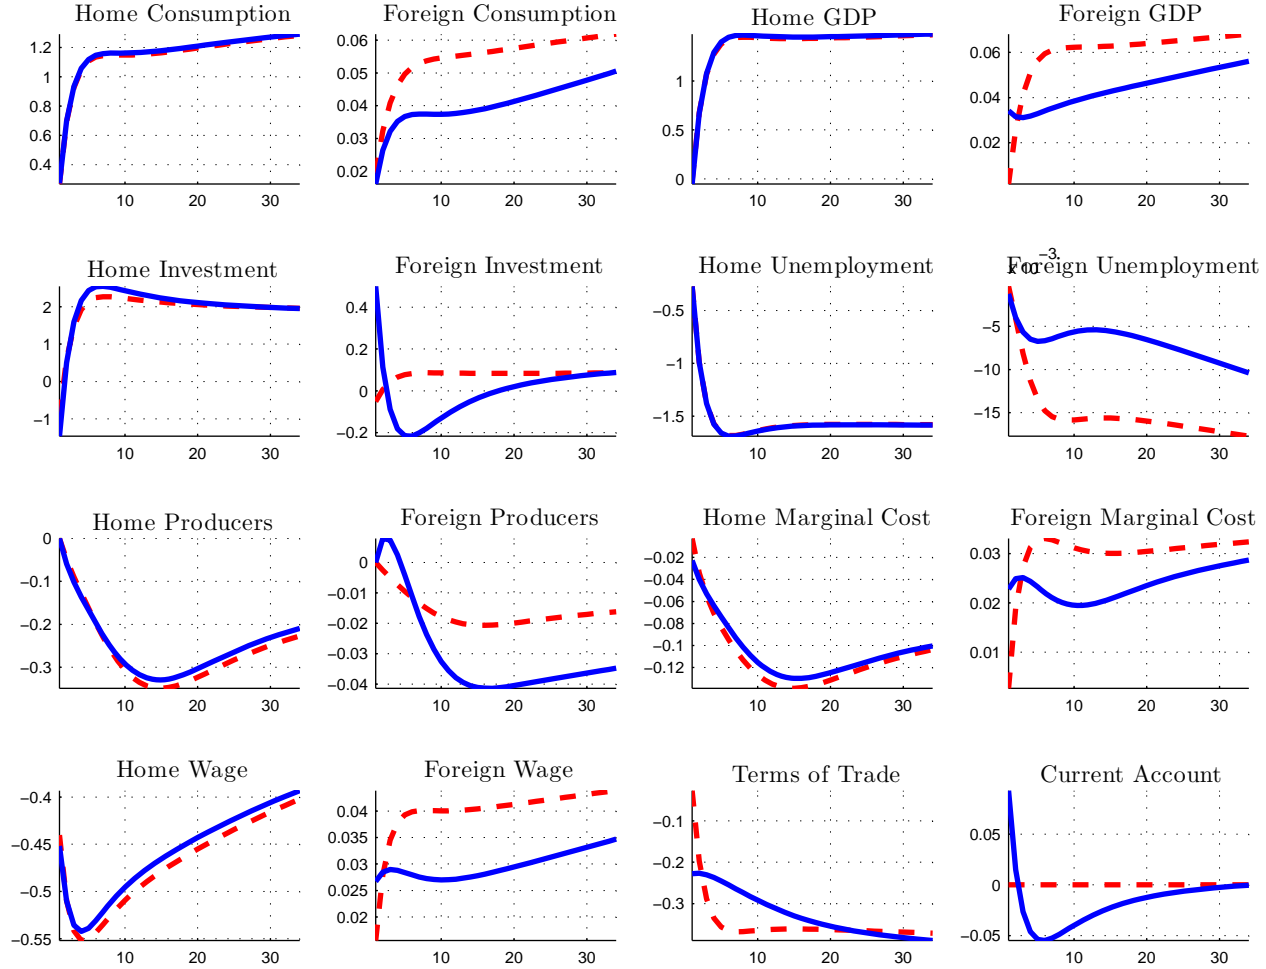 Home Consumption
1.2
1
0.8
0.6
0.4
10 20 30
Foreign Consumption
0.06
0.05
0.04
0.03
0.02
10 20 30
Home GDP
1
0.5
0
10 20 30
Foreign GDP
0.06
0.04
0.02
10 20 30
Home Investment
2
1
0
−1
10 20 30
Foreign Investment
0.4
0.2
0
−0.2
10 20 30
Home Unemployment
−0.5
−1
−1.5
10 20 30
Foreign Unemployment
x 10−3
−5
−10
−15
10 20 30
Home Producers
0
−0.1
−0.2
−0.3
10 20 30
Foreign Producers
0
−0.01
−0.02
−0.03
−0.04
10 20 30
Home Marginal Cost
−0.02
−0.04
−0.06
−0.08
−0.1
−0.12
10 20 30
Foreign Marginal Cost
0.03
0.02
0.01
10 20 30
Home Wage
−0.4
−0.45
−0.5
−0.55
10 20 30
Foreign Wage
0.04
0.035
0.03
0.025
0.02
10 20 30
Terms of Trade
−0.1
−0.2
−0.3
10 20 30
Current Account
0.05
0
−0.05
10 20 30